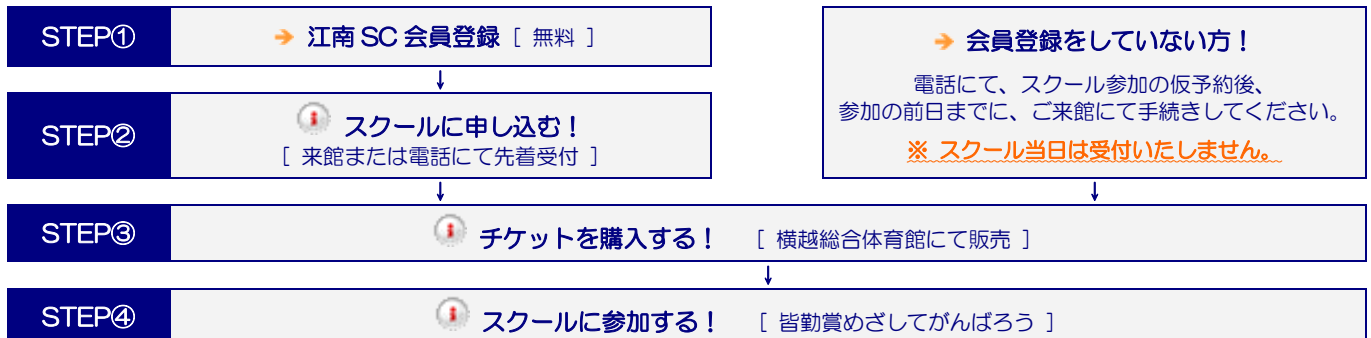 STEP①
江南 SC 会員登録 [ 無料 ]
↓
STEP②
スクールに申し込む！
[ 来館または電話にて先着受付 ]
↓
会員登録をしていない方！
電話にて、スクール参加の仮予約後、
参加の前日までに、ご来館にて手続きしてください。
※ スクール当日は受付いたしません。
↓
STEP③
チケットを購入する！ [ 横越総合体育館にて販売 ]
↓
STEP④
スクールに参加する！ [ 皆勤賞めざしてがんばろう ]